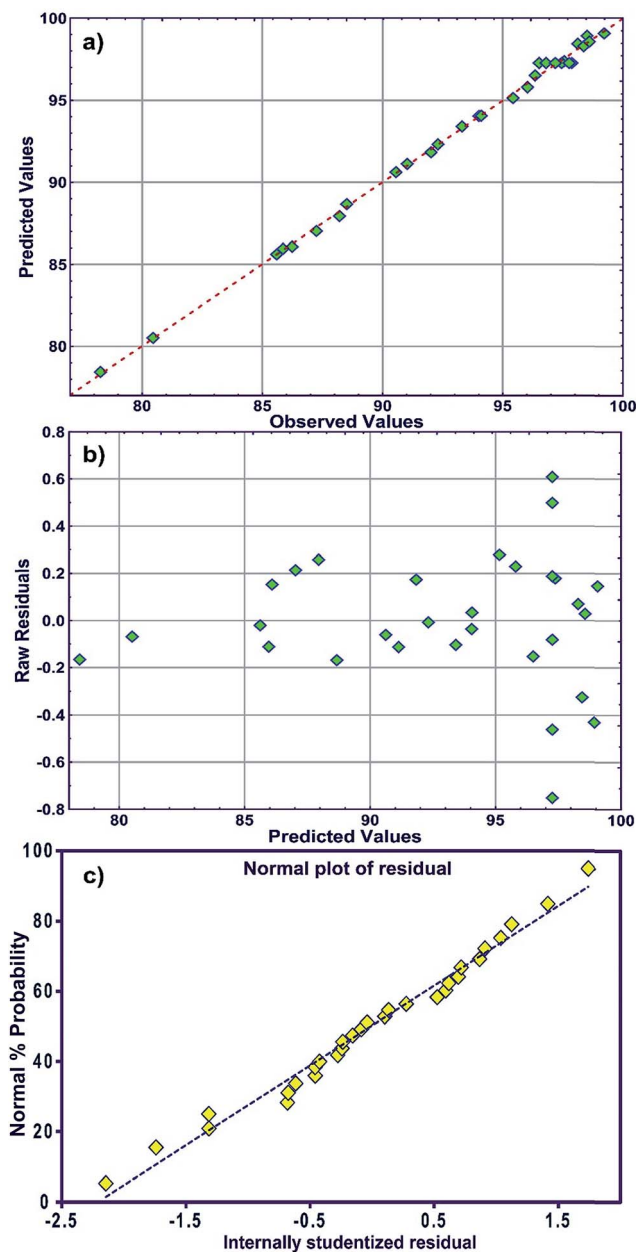 100
a)
95
Predicted Values
90
85
80
80 85 90 95 100
Observed Values
0.8
b)
0.6
0.4
0.2
Raw Residuals
0.0
-0.2
-0.4
-0.6
-0.8
80 85 90 95 100
Predicted Values
100
c) Normal plot of residual
80
Normal % Probability
60
40
20
0
-2.5 -1.5 -0.5 0.5 1.5
Internally studentized residual